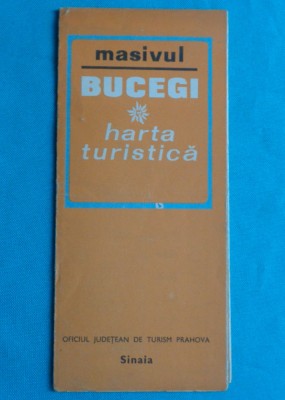 masivul
BUCEGI
harta
turistică
OFICIUL JUDEȚEAN DE TURISM PRAHOVA
Sinaia